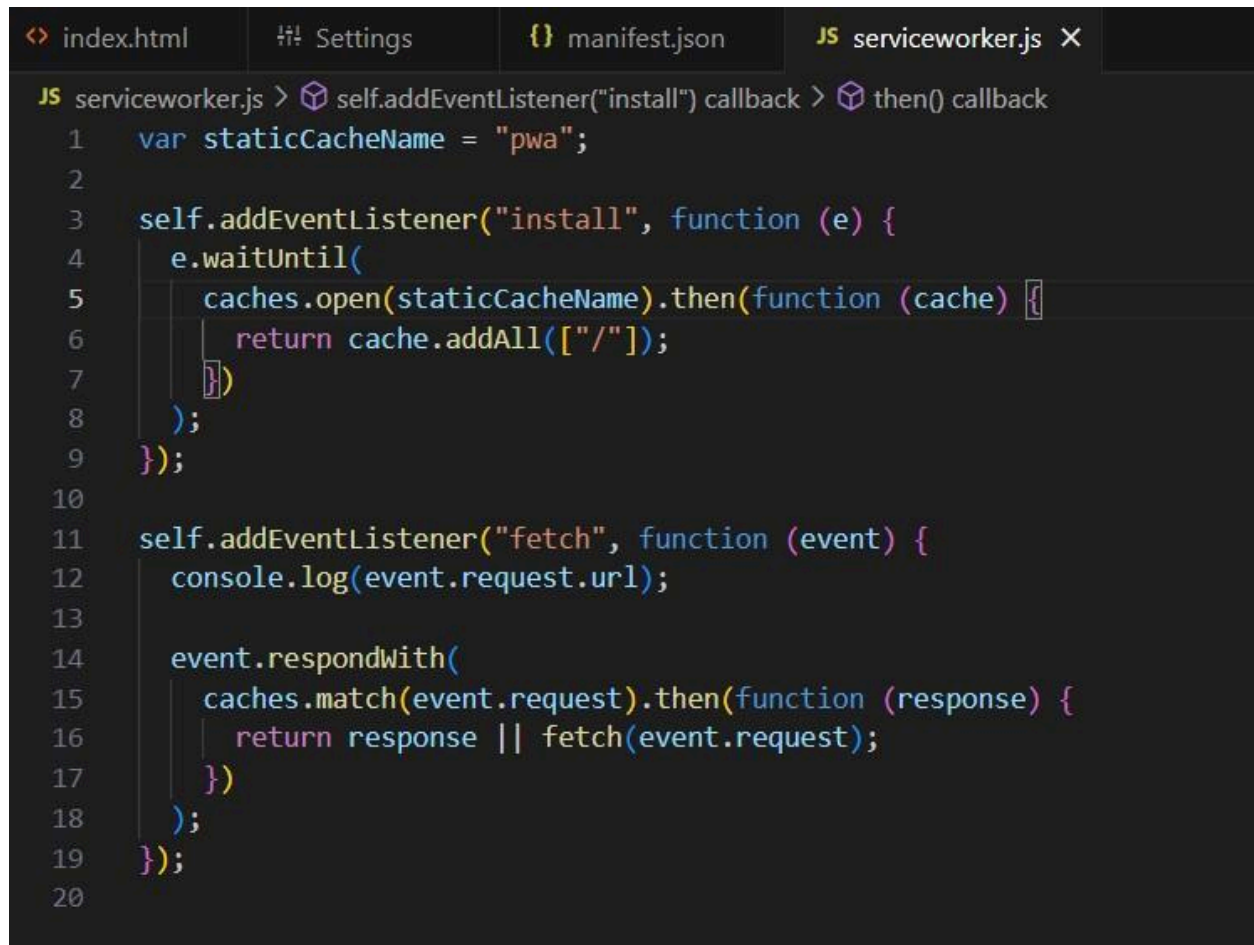 <> index.html Settings {} manifest.json JS serviceworker.js ×
JS serviceworker.js > self.addEventListener("install") callback > then() callback
1 var staticCacheName = "pwa";
2
3 self.addEventListener("install", function (e) {
4   e.waitUntil(
5     caches.open(staticCacheName).then(function (cache) {
6       return cache.addAll(["/"]);
7     })
8   );
9 });
10
11 self.addEventListener("fetch", function (event) {
12   console.log(event.request.url);
13
14   event.respondWith(
15     caches.match(event.request).then(function (response) {
16       return response || fetch(event.request);
17     })
18   );
19 });
20